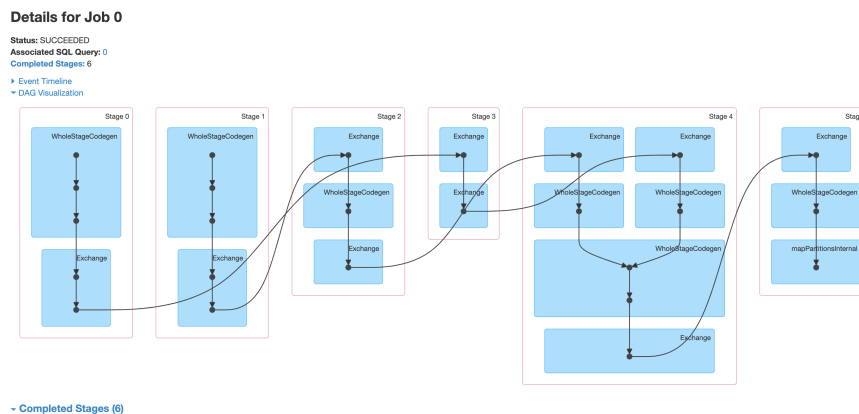 Details for Job 0
Status: SUCCEEDED
Associated SQL Query: 0
Completed Stages: 6
Event Timeline
DAG Visualization
Stage 0
Stage 1
Stage 2
Stage 3
Stage 4
Stag
WholeStageCodegen
WholeStageCodegen
Exchange
Exchange
Exchange
Exchange
Exchange
WholeStageCodegen
Exchange
WholeStageCodegen
WholeStageCodegen
WholeStageCodegen
Exchange
Exchange
Exchange
WholeStageCodegen
mapPartitionsInternal
Exchange
Completed Stages (6)